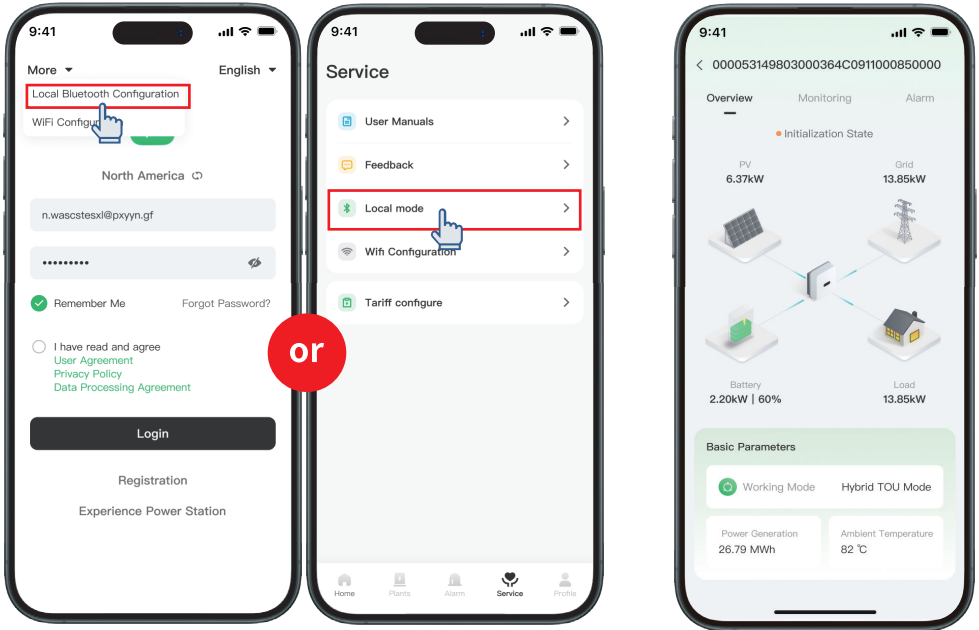 9:41
More
English
Local Bluetooth Configuration
WiFi Configur
North America
n.wascstesxl@pxyyn.gf
•••••••••
Remember Me
Forgot Password?
I have read and agree
User Agreement
Privacy Policy
Data Processing Agreement
Login
Registration
Experience Power Station
or
9:41
Service
User Manuals
Feedback
Local mode
Wifi Configuration
Tariff configure
Home
Plants
Alarm
Service
Profile
9:41
000053149803000364C0911000850000
Overview Monitoring Alarm
Initialization State
PV
6.37kW
Grid
13.85kW
Battery
2.20kW | 60%
Load
13.85kW
Basic Parameters
Working Mode Hybrid TOU Mode
Power Generation
26.79 MWh
Ambient Temperature
82 ℃